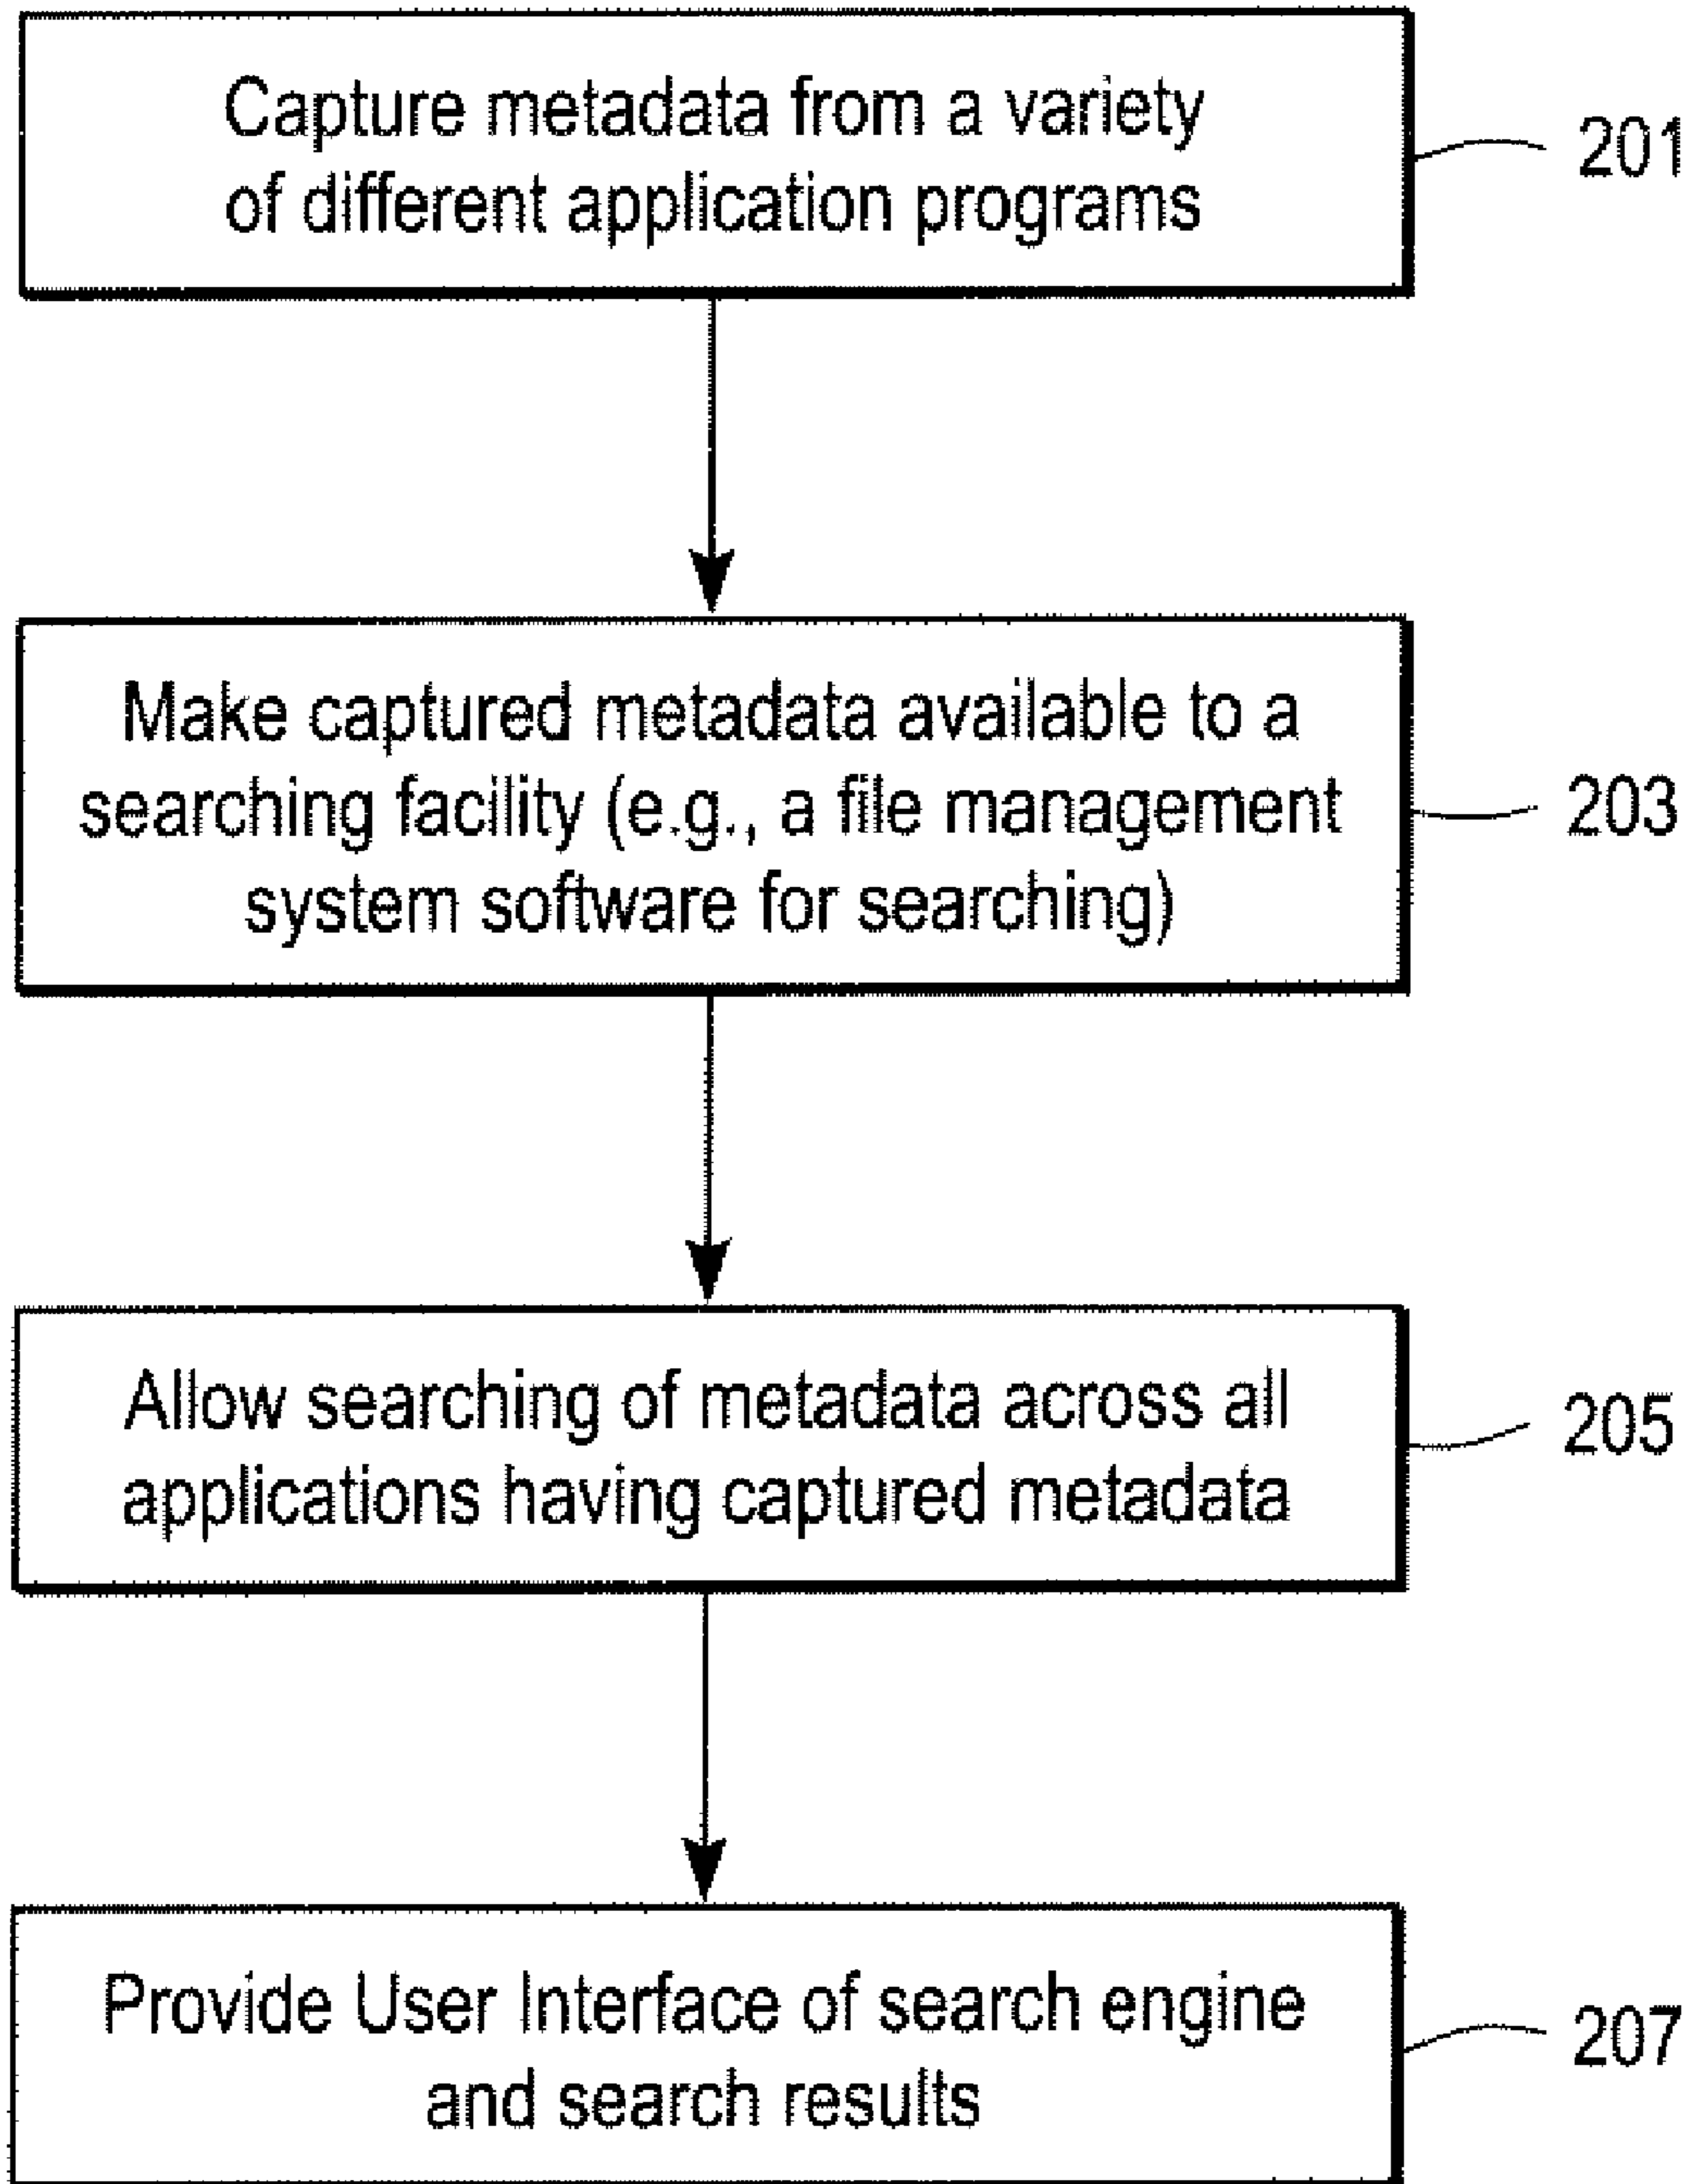 Capture metadata from a variety
of different application programs
201
Make captured metadata available to a
searching facility (e.g., a file management
system software for searching)
203
Allow searching of metadata across all
applications having captured metadata
205
Provide User Interface of search engine
and search results
207